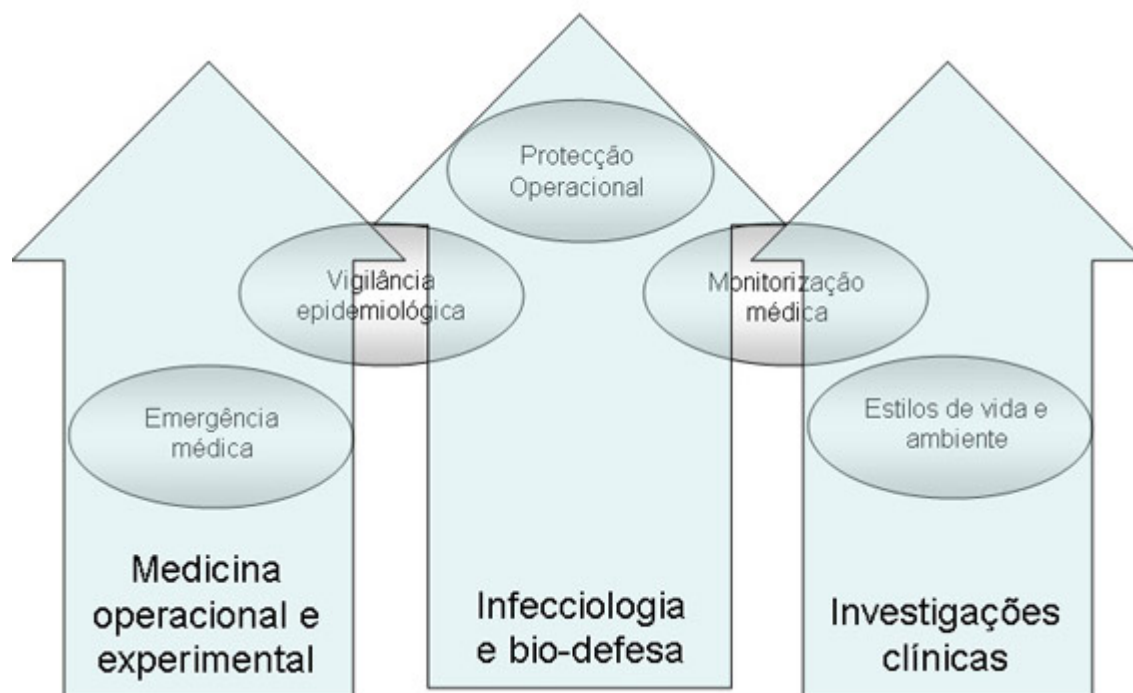 Protecção
Operacional
Vigilância
epidemiológica
Monitorização
médica
Emergência
médica
Estilos de vida e
ambiente
Medicina
operacional e
experimental
Infecciologia
e bio-defesa
Investigações
clínicas